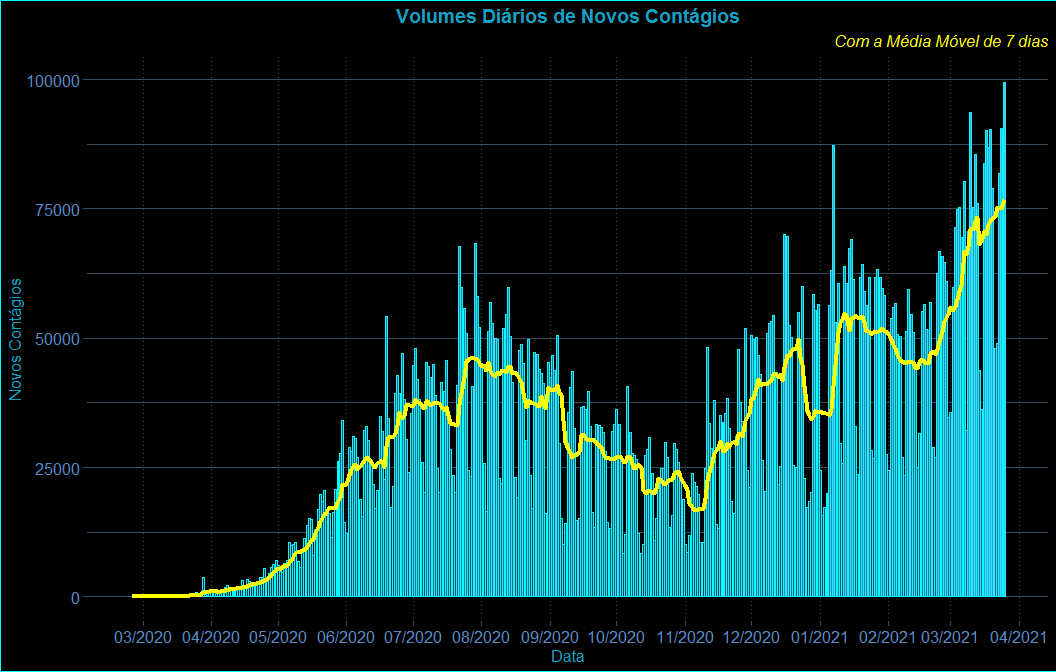 Volumes Diários de Novos Contágios
Com a Média Móvel de 7 dias
Novos Contágios
100000
75000
50000
25000
0
03/2020 04/2020 05/2020 06/2020 07/2020 08/2020 09/2020 10/2020 11/2020 12/2020 01/2021 02/2021 03/2021 04/2021
Data